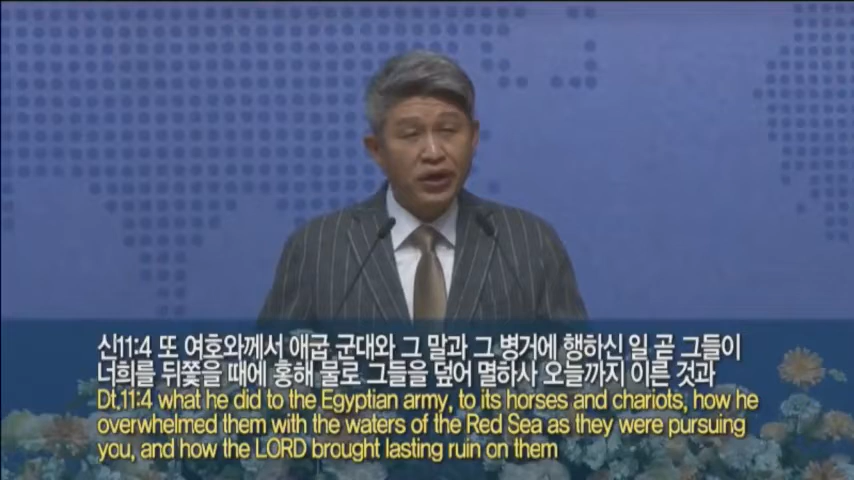 신11:4 또 여호와께서 애굽 군대와 그 말과 그 병거에 행하신 일 곧 그들이
너희를 뒤쫓을 때에 홍해 물로 그들을 덮어 멸하사 오늘까지 이른 것과
Dt.11:4 what he did to the Egyptian army, to its horses and chariots, how he
overwhelmed them with the waters of the Red Sea as they were pursuing
you, and how the LORD brought lasting ruin on them